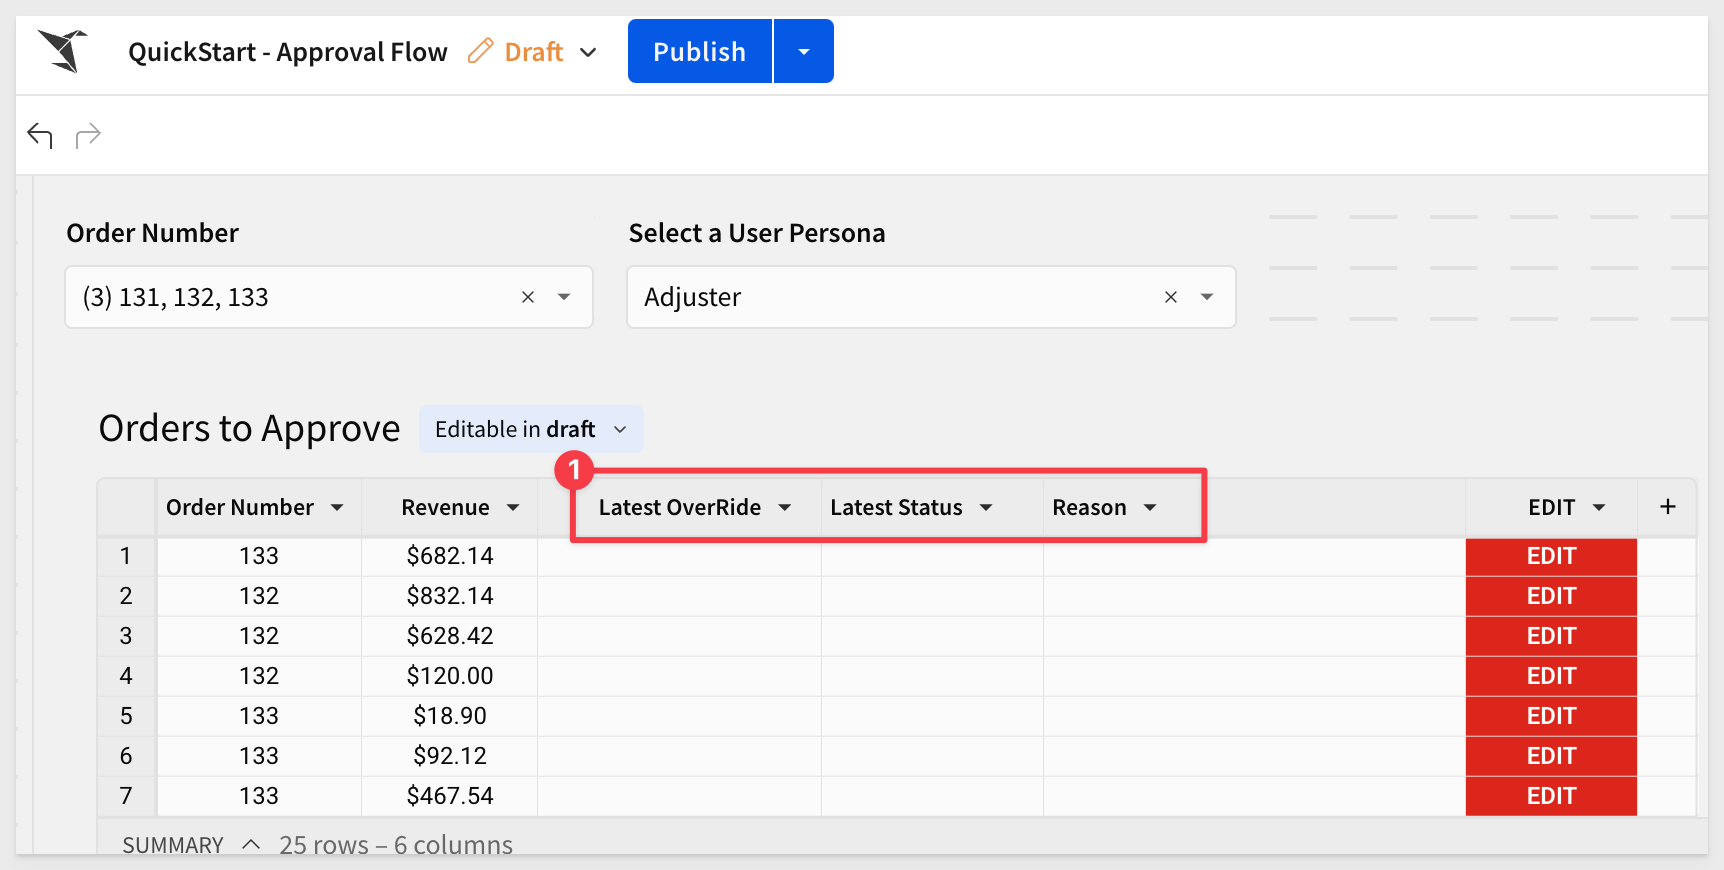 QuickStart - Approval Flow Draft Publish
Order Number Select a User Persona
(3) 131, 132, 133 Adjuster
Orders to Approve Editable in draft
1
Order Number Revenue Latest OverRide Latest Status Reason EDIT +
1 133 $682.14 EDIT
2 132 $832.14 EDIT
3 132 $628.42 EDIT
4 132 $120.00 EDIT
5 133 $18.90 EDIT
6 133 $92.12 EDIT
7 133 $467.54 EDIT
SUMMARY 25 rows – 6 columns